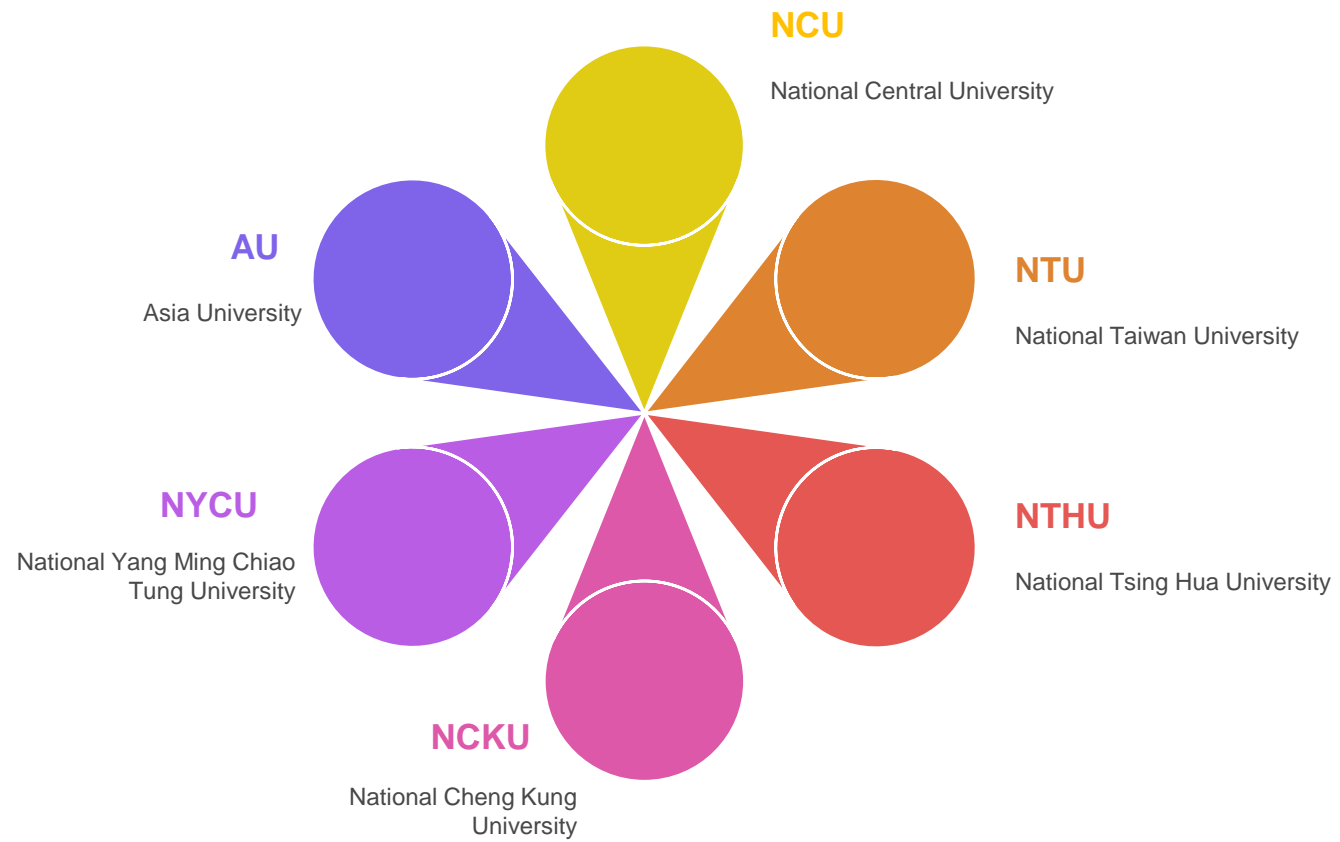 NCU
National Central University
AU
Asia University
NTU
National Taiwan University
NYCU
National Yang Ming Chiao
Tung University
NTHU
National Tsing Hua University
NCKU
National Cheng Kung
University